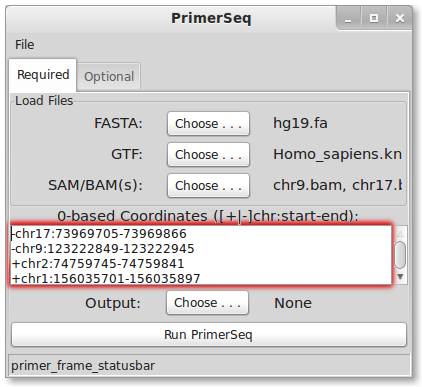 PrimerSeq
File
Required Optional
Load Files
FASTA: Choose . . . hg19.fa
GTF: Choose . . . Homo_sapiens.kn
SAM/BAM(s): Choose . . . chr9.bam, chr17.b
0-based Coordinates ([+|-]chr:start-end):
-chr17:73969705-73969866
-chr9:123222849-123222945
+chr2:74759745-74759841
+chr1:156035701-156035897
Output: Choose . . . None
Run PrimerSeq
primer_frame_statusbar